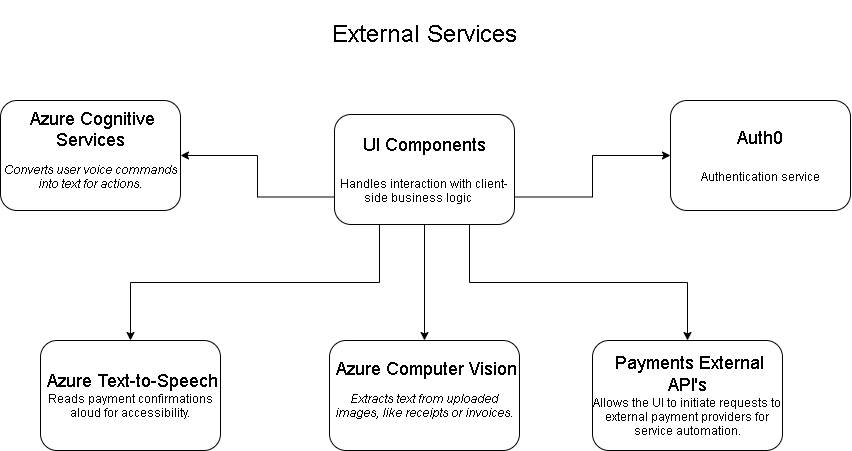 External Services
Azure Cognitive
Services
Converts user voice commands
into text for actions.
UI Components
Handles interaction with client-
side business logic
Auth0
Authentication service
Azure Text-to-Speech
Reads payment confirmations
aloud for accessibility.
Azure Computer Vision
Extracts text from uploaded
images, like receipts or invoices.
Payments External
API's
Allows the UI to initiate requests to
external payment providers for
service automation.